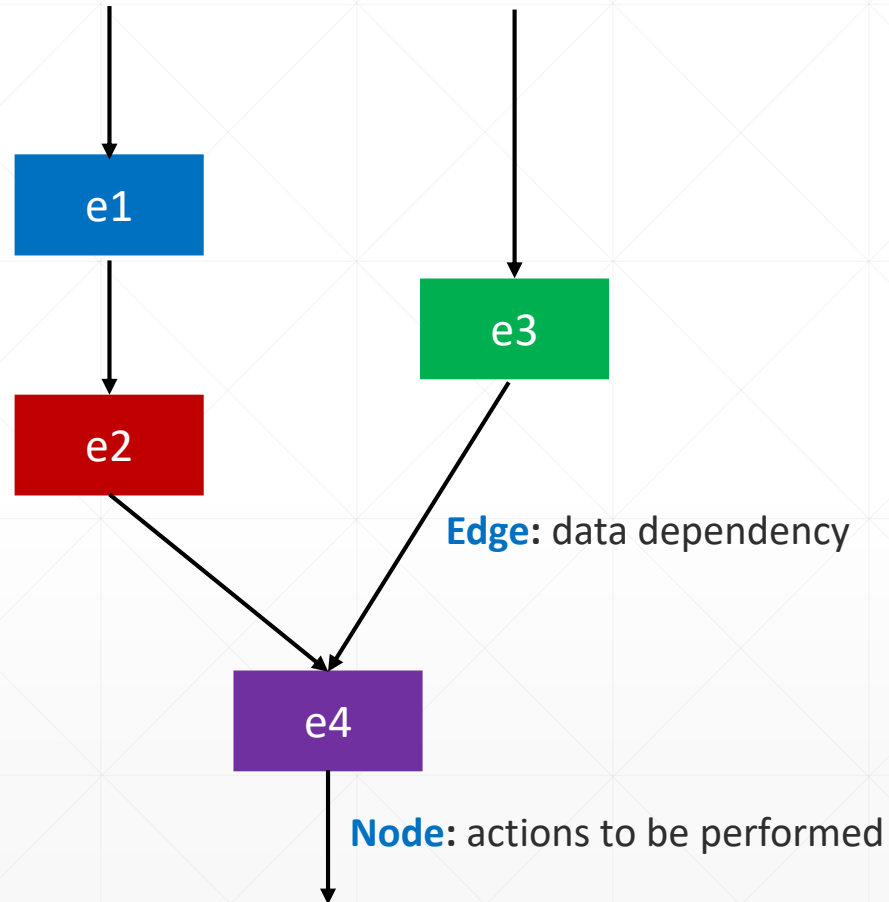 e1
e3
e2
Edge: data dependency
e4
Node: actions to be performed